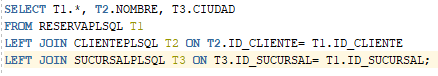 SELECT T1.*, T2.NOMBRE, T3.CIUDAD
FROM RESERVAPLSQL T1
LEFT JOIN CLIENTEPLSQL T2 ON T2.ID_CLIENTE= T1.ID_CLIENTE
LEFT JOIN SUCURSALPLSQL T3 ON T3.ID_SUCURSAL= T1.ID_SUCURSAL;